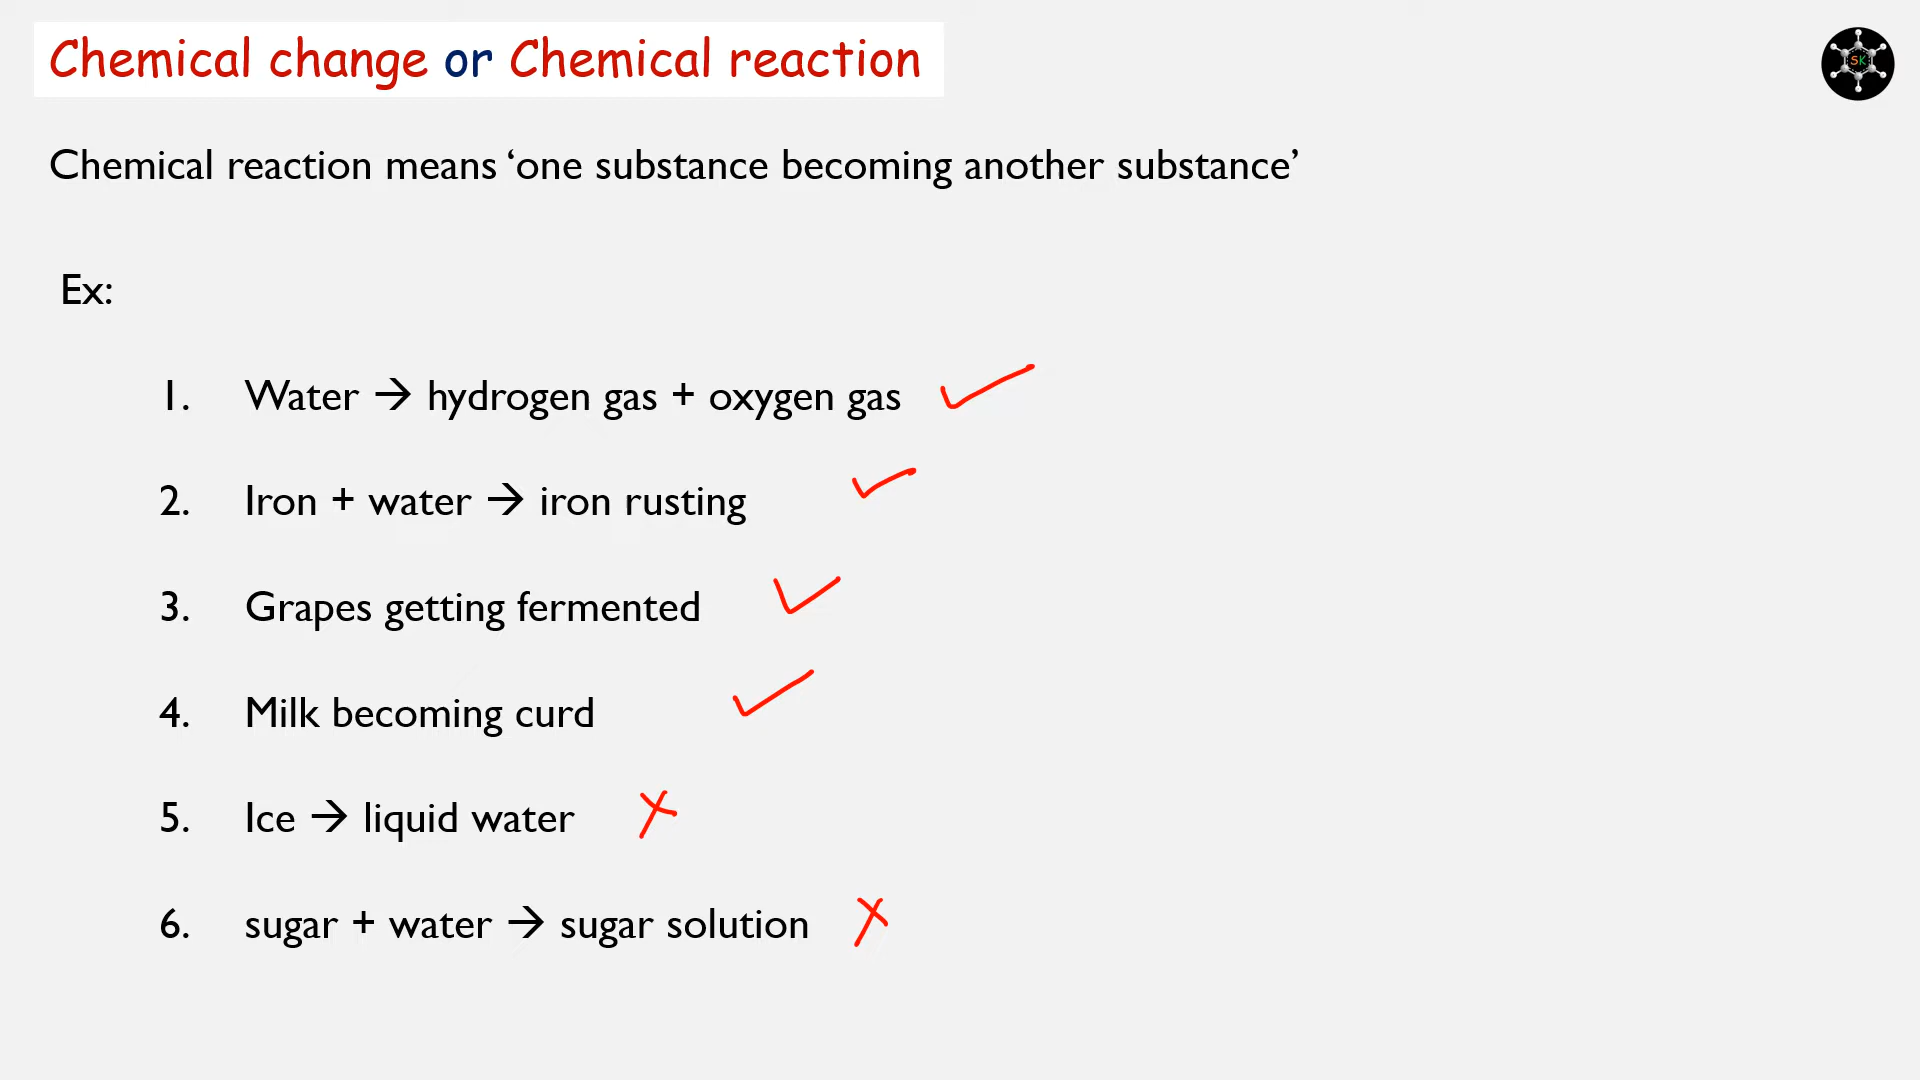 Chemical change or Chemical reaction
SK
Chemical reaction means ‘one substance becoming another substance’
Ex:
1. Water → hydrogen gas + oxygen gas
2. Iron + water → iron rusting
3. Grapes getting fermented
4. Milk becoming curd
5. Ice → liquid water
6. sugar + water → sugar solution